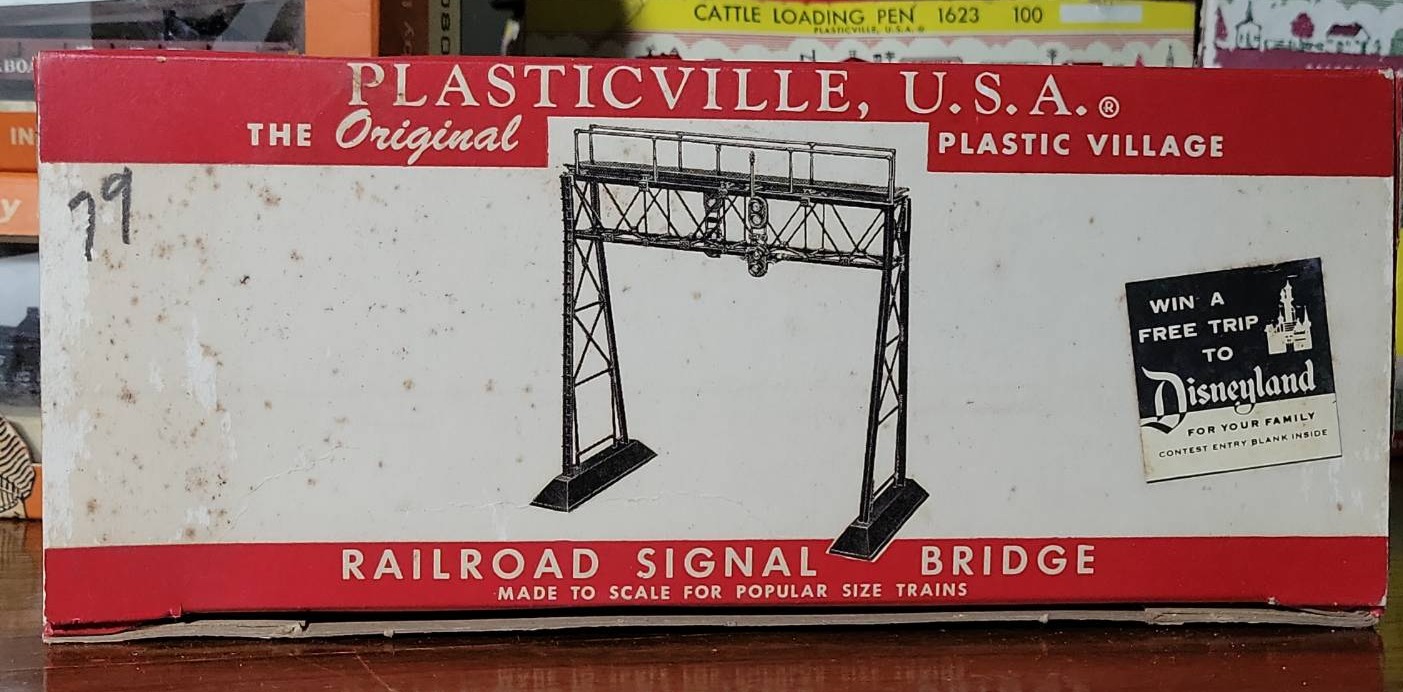 CATTLE LOADING PEN 1623 100
PLASTICVILLE, U.S.A.®
PLASTICVILLE, U.S.A.®
THE Original PLASTIC VILLAGE
79
WIN A
FREE TRIP
TO
Disneyland
FOR YOUR FAMILY
CONTEST ENTRY BLANK INSIDE
RAILROAD SIGNAL BRIDGE
MADE TO SCALE FOR POPULAR SIZE TRAINS